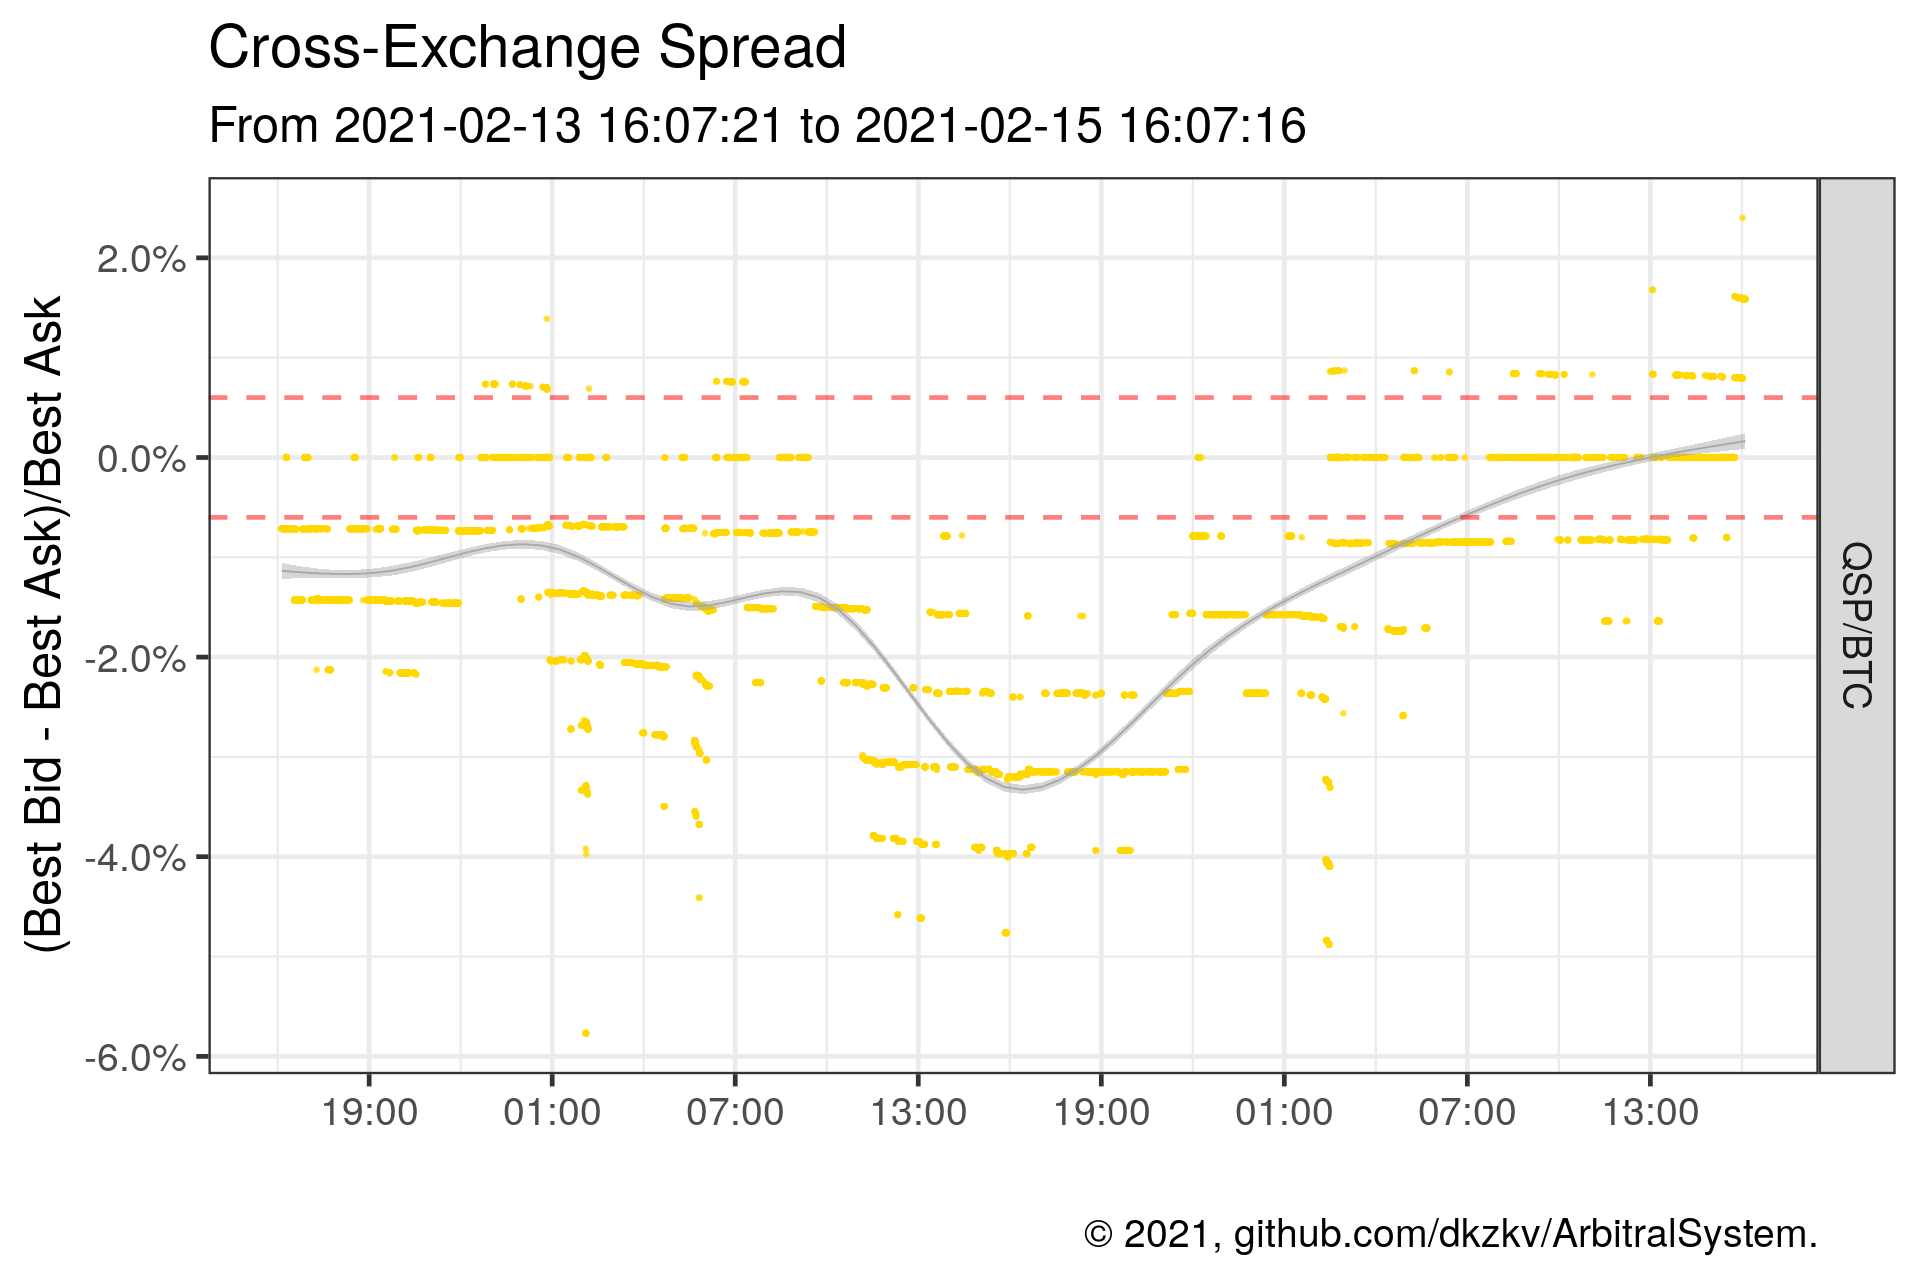 Cross-Exchange Spread
From 2021-02-13 16:07:21 to 2021-02-15 16:07:16
(Best Bid - Best Ask)/Best Ask
2.0%
0.0%
-2.0%
-4.0%
-6.0%
QSP/BTC
19:00 01:00 07:00 13:00 19:00 01:00 07:00 13:00
© 2021, github.com/dkzkv/ArbitralSystem.